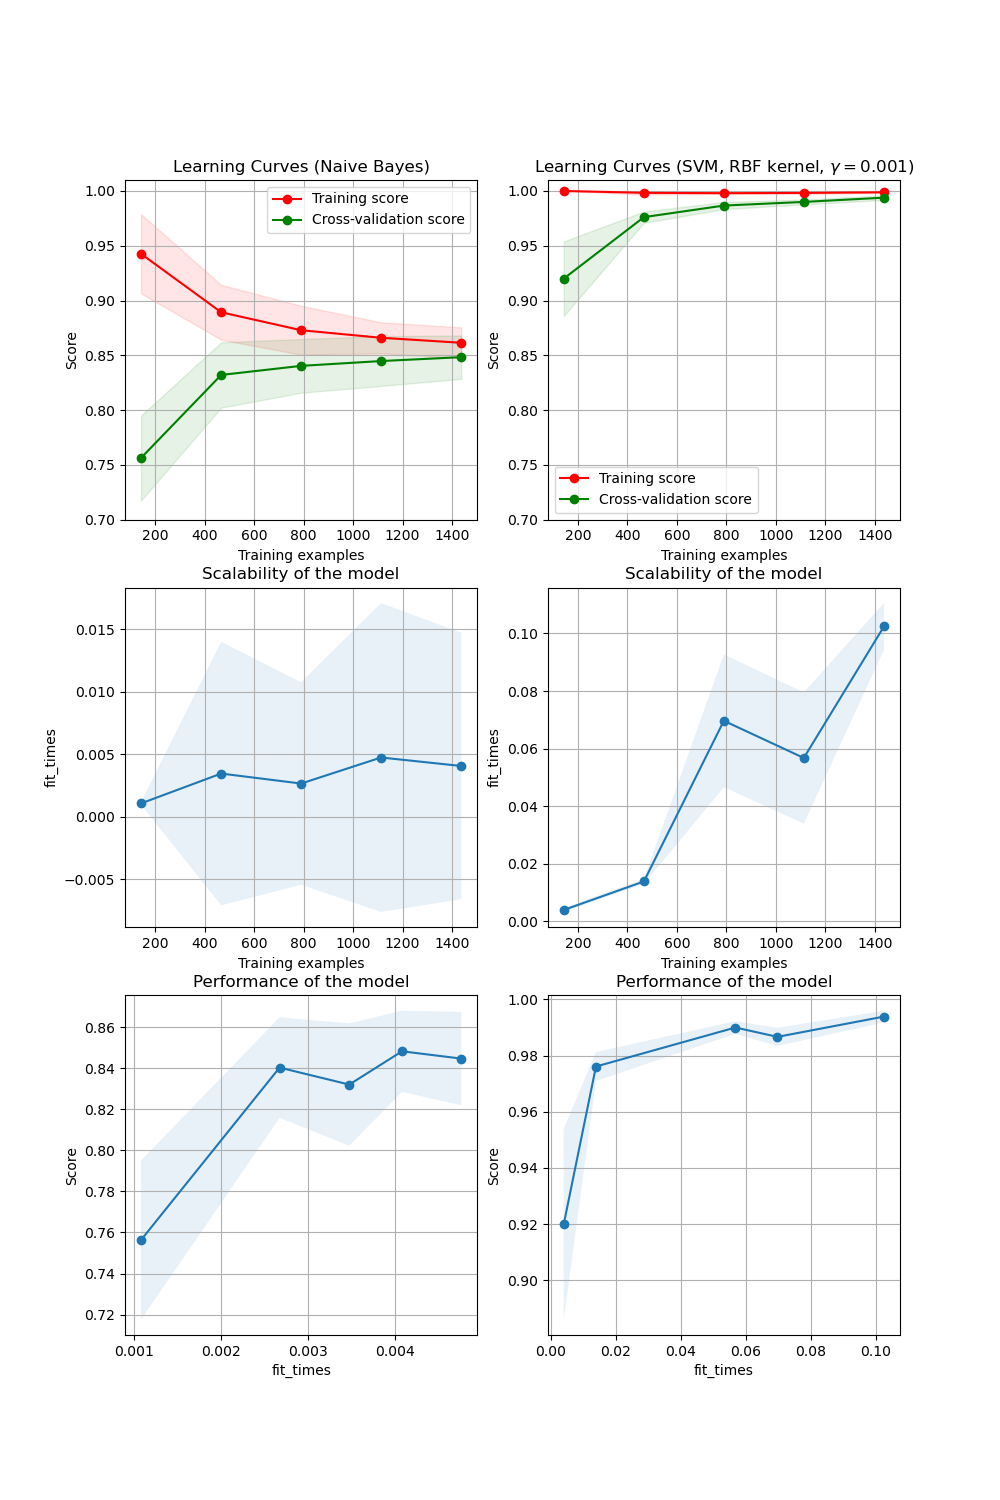 Learning Curves (Naive Bayes)
Training score
Cross-validation score
1.00
0.95
0.90
0.85
0.80
0.75
0.70
Score
200 400 600 800 1000 1200 1400
Training examples
Learning Curves (SVM, RBF kernel, γ = 0.001)
1.00
0.95
0.90
0.85
0.80
0.75
0.70
Score
Training score
Cross-validation score
200 400 600 800 1000 1200 1400
Training examples
Scalability of the model
0.015
0.010
0.005
0.000
−0.005
fit_times
200 400 600 800 1000 1200 1400
Training examples
Scalability of the model
0.10
0.08
0.06
0.04
0.02
0.00
fit_times
200 400 600 800 1000 1200 1400
Training examples
Performance of the model
0.86
0.84
0.82
0.80
0.78
0.76
0.74
0.72
Score
0.001 0.002 0.003 0.004
fit_times
Performance of the model
1.00
0.98
0.96
0.94
0.92
0.90
Score
0.00 0.02 0.04 0.06 0.08 0.10
fit_times